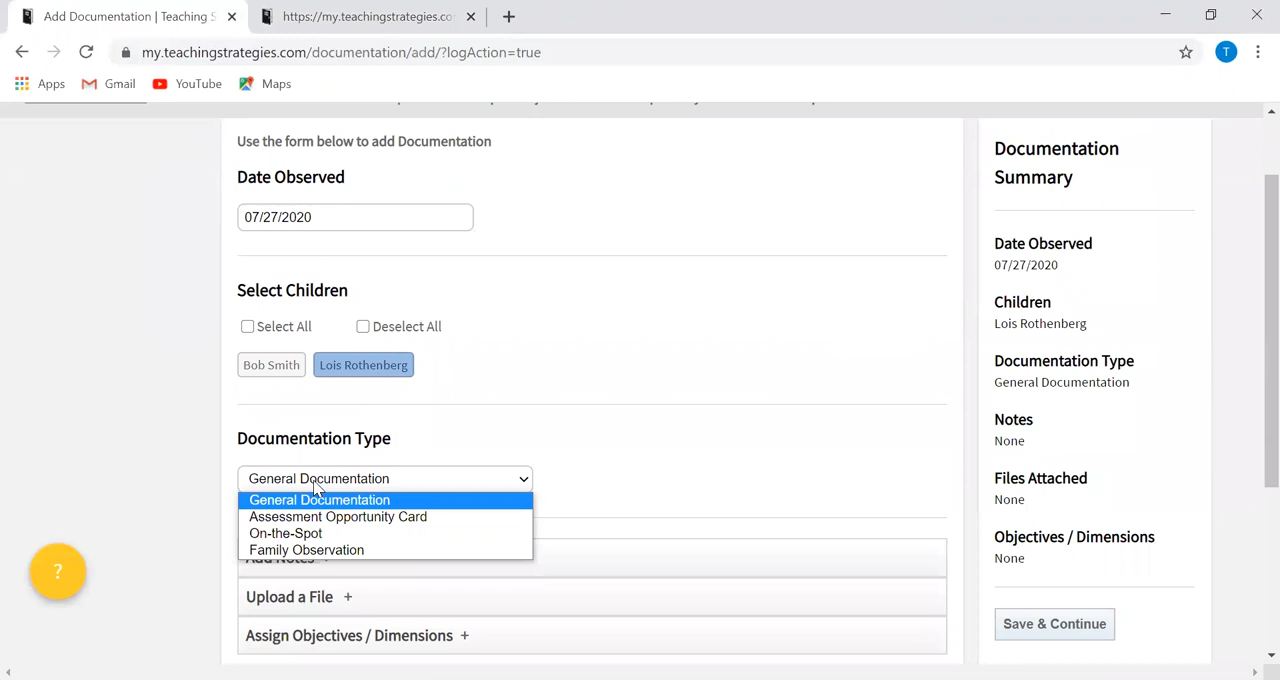 Add Documentation | Teaching S
https://my.teachingstrategies.co
my.teachingstrategies.com/documentation/add/?logAction=true
T
Apps
Gmail
YouTube
Maps
Use the form below to add Documentation
Date Observed
07/27/2020
Select Children
Select All
Deselect All
Bob Smith
Lois Rothenberg
Documentation Type
General Documentation
General Documentation
Assessment Opportunity Card
On-the-Spot
Family Observation
Add Notes +
Upload a File +
Assign Objectives / Dimensions +
?
Documentation
Summary
Date Observed
07/27/2020
Children
Lois Rothenberg
Documentation Type
General Documentation
Notes
None
Files Attached
None
Objectives / Dimensions
None
Save & Continue